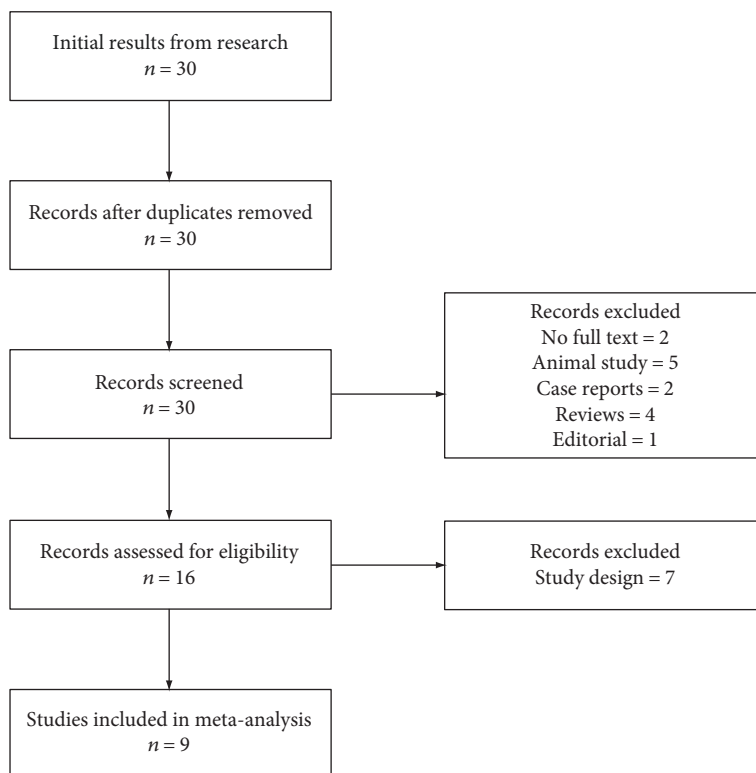 Initial results from research
n = 30
Records after duplicates removed
n = 30
Records screened
n = 30
Records excluded
No full text = 2
Animal study = 5
Case reports = 2
Reviews = 4
Editorial = 1
Records assessed for eligibility
n = 16
Records excluded
Study design = 7
Studies included in meta-analysis
n = 9